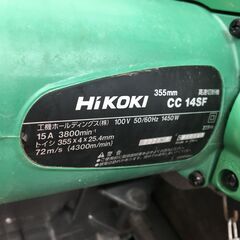 355mm 高速切断機
HiKOKI CC 14SF
工機ホールディングス(株) 100V 50/60Hz 1450W
15A 3800min⁻¹
トイシ 355×4×25.4mm
72m/s (4300m/min)